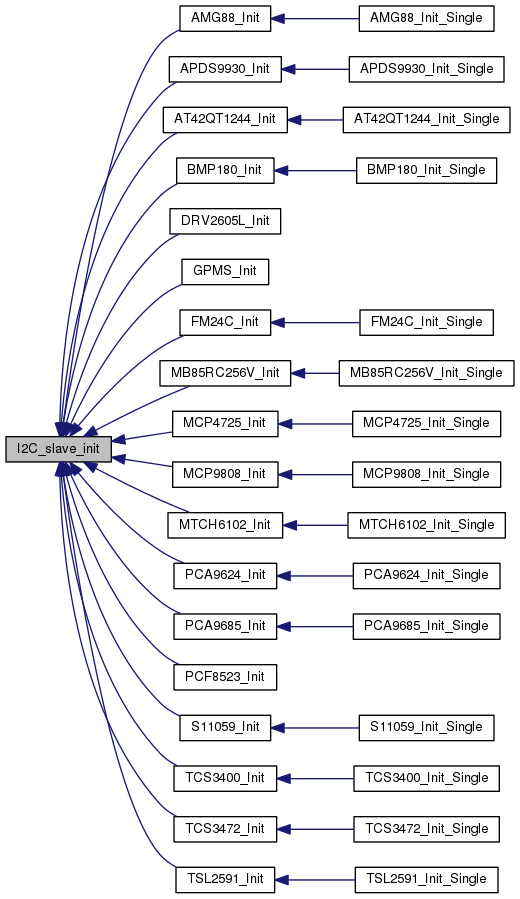 AMG88_Init
AMG88_Init_Single
APDS9930_Init
APDS9930_Init_Single
AT42QT1244_Init
AT42QT1244_Init_Single
BMP180_Init
BMP180_Init_Single
DRV2605L_Init
GPMS_Init
FM24C_Init
FM24C_Init_Single
MB85RC256V_Init
MB85RC256V_Init_Single
MCP4725_Init
MCP4725_Init_Single
I2C_slave_init
MCP9808_Init
MCP9808_Init_Single
MTCH6102_Init
MTCH6102_Init_Single
PCA9624_Init
PCA9624_Init_Single
PCA9685_Init
PCA9685_Init_Single
PCF8523_Init
S11059_Init
S11059_Init_Single
TCS3400_Init
TCS3400_Init_Single
TCS3472_Init
TCS3472_Init_Single
TSL2591_Init
TSL2591_Init_Single